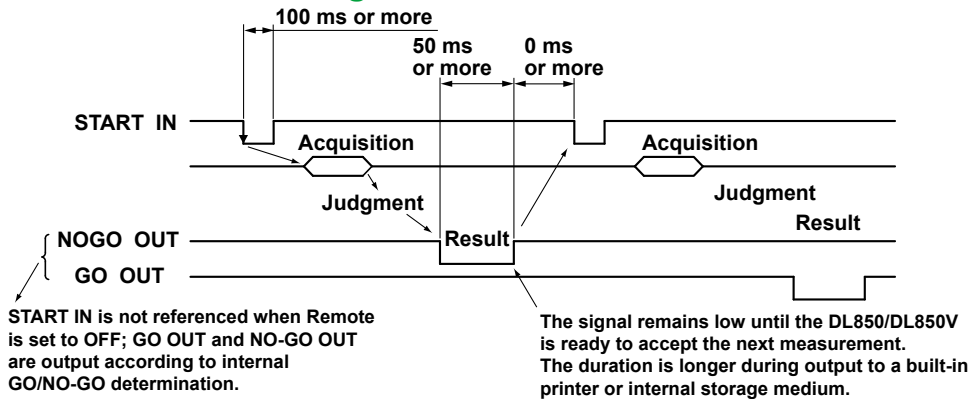 100 ms or more
50 ms
or more
0 ms
or more
START IN
Acquisition
Acquisition
Judgment
Judgment
NOGO OUT
Result
Result
GO OUT
START IN is not referenced when Remote
is set to OFF; GO OUT and NO-GO OUT
are output according to internal
GO/NO-GO determination.
The signal remains low until the DL850/DL850V
is ready to accept the next measurement.
The duration is longer during output to a built-in
printer or internal storage medium.